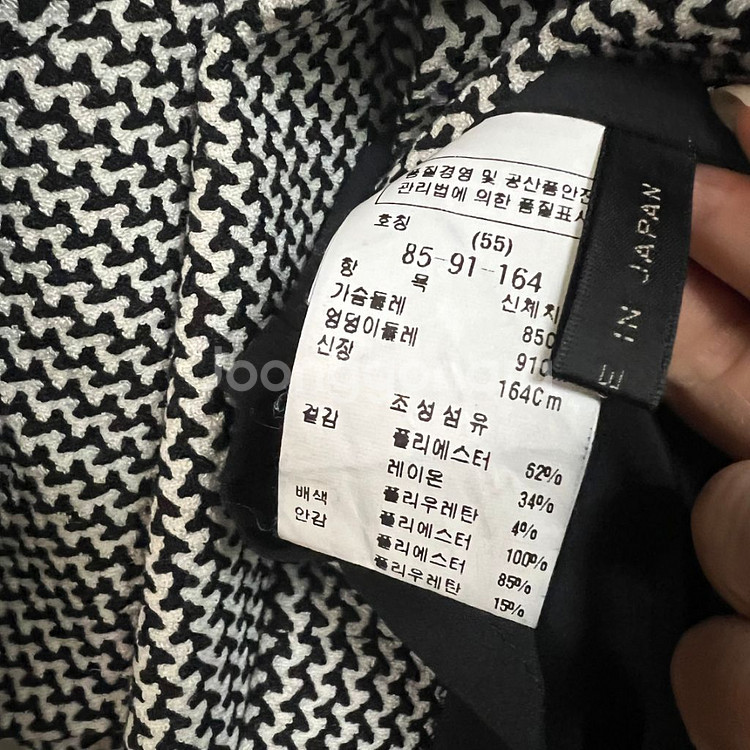 품질경영 및 공산품안전
관리법에 의한 품질표시
호칭 (55)
85-91-164
항 목 신체치
가슴둘레 85C
엉덩이둘레 91C
신장 164Cm
조성섬유
겉감 폴리에스터 62%
레이온 34%
폴리우레탄 4%
배색 폴리에스터 100%
안감 폴리에스터 85%
폴리우레탄 15%
E IN JAPAN